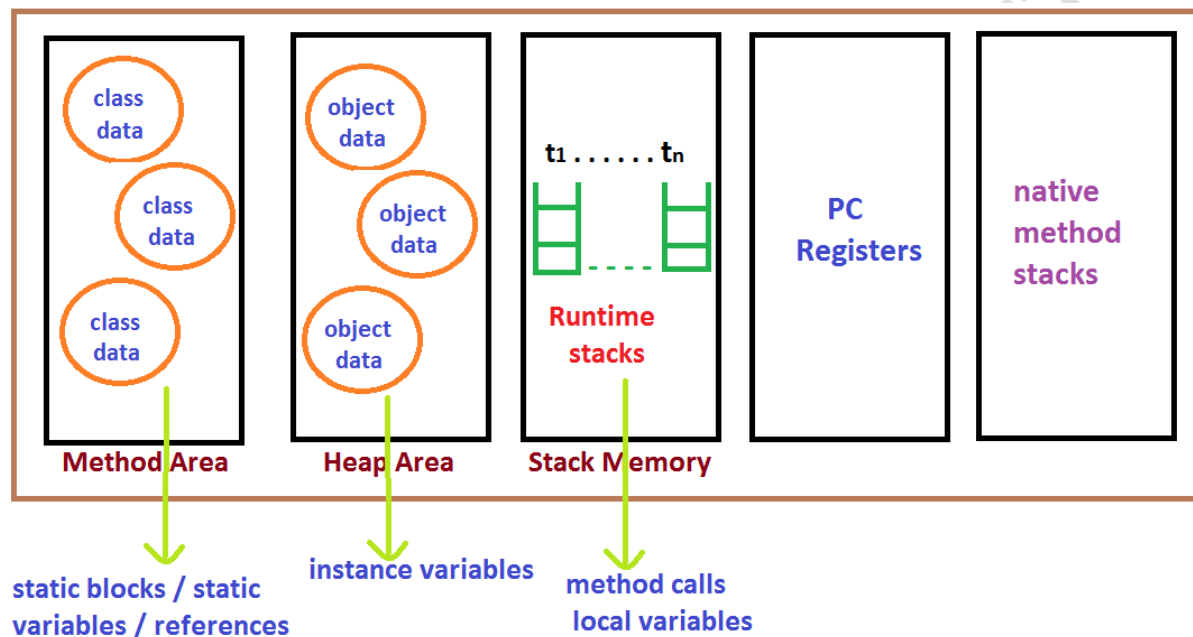 class
data
class
data
class
data
Method Area
object
data
object
data
object
data
Heap Area
t1 . . . . . . tn
Runtime
stacks
Stack Memory
PC
Registers
native
method
stacks
static blocks / static
variables / references
instance variables
method calls
local variables